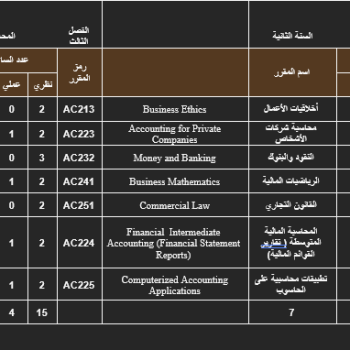 السنة الثانية
الفصل
الثالث
المح
اسم المقرر
رمز
المقرر
عدد السا
نظري
عملي
أخلاقيات الأعمال
Business Ethics
AC213
2
0
محاسبة شركات
الأشخاص
Accounting for Private
Companies
AC223
2
1
النقود والبنوك
Money and Banking
AC232
3
0
الرياضيات المالية
Business Mathematics
AC241
2
1
القانون التجاري
Commercial Law
AC251
2
0
المحاسبة المالية
المتوسطة ( تقارير
القوائم المالية)
Financial Intermediate
Accounting (Financial Statement
Reports)
AC224
2
1
تطبيقات محاسبية على
الحاسوب
Computerized Accounting
Applications
AC225
2
1
7
15
4